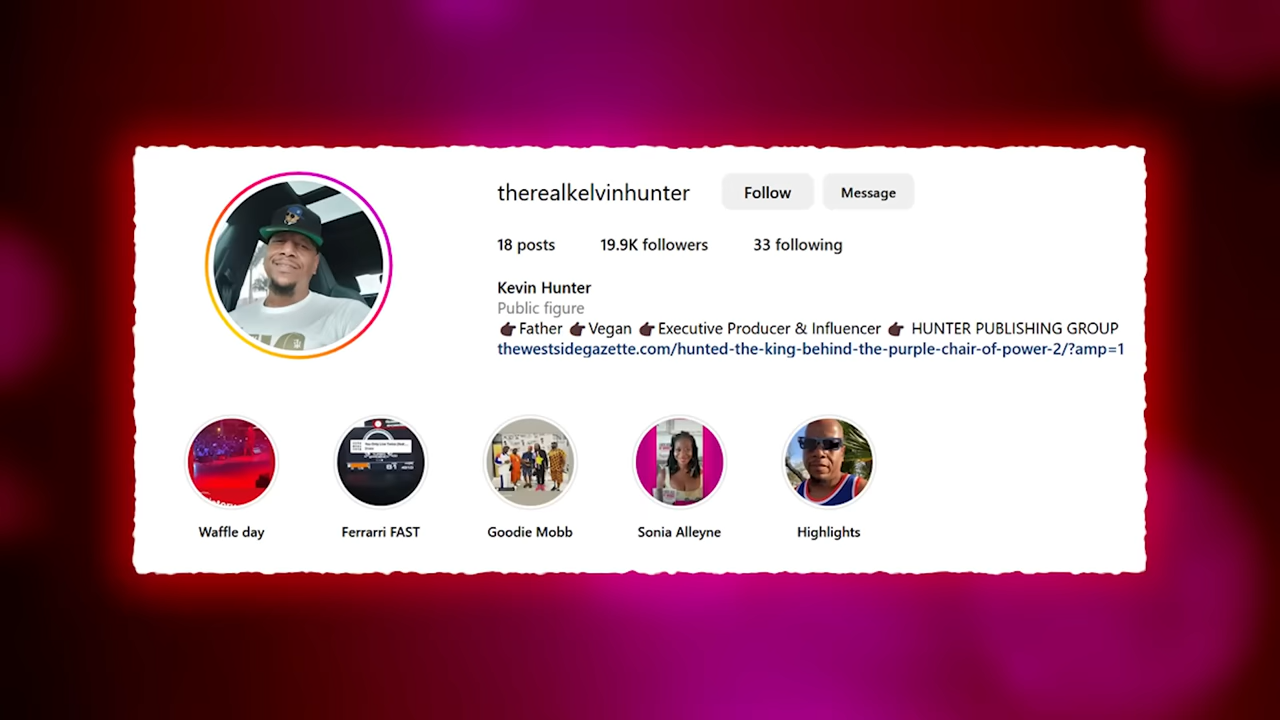 therealkelvinhunter
Follow
Message
18 posts
19.9K followers
33 following
Kevin Hunter
Public figure
👉🏿Father 👉🏿Vegan 👉🏿Executive Producer & Influencer 👉🏿 HUNTER PUBLISHING GROUP
thewestsidegazette.com/hunted-the-king-behind-the-purple-chair-of-power-2/?amp=1
Waffle day
Ferrarri FAST
Goodie Mobb
Sonia Alleyne
Highlights